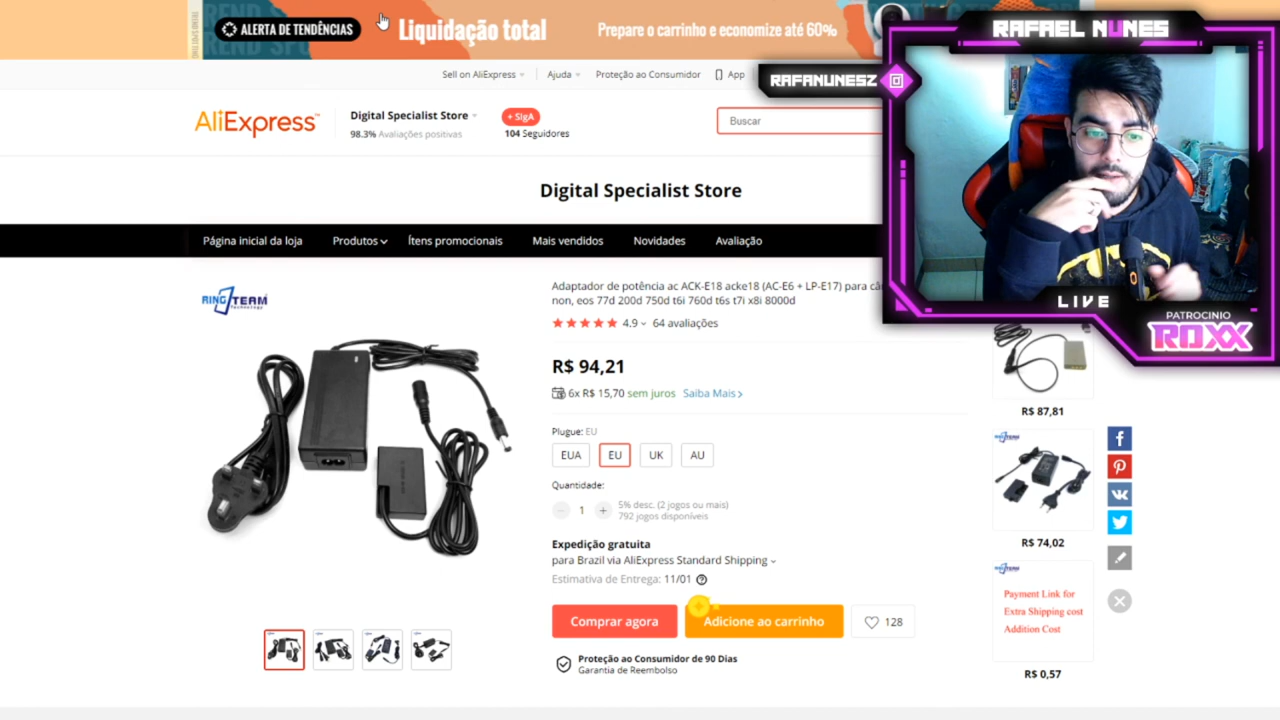 ALERTA DE TENDÊNCIAS
Liquidação total
Prepare o carrinho e economize até 60%
RAFAEL NUNES
RAFANUNESZ
Sell on AliExpress
Ajuda
Proteção ao Consumidor
App
AliExpress
Digital Specialist Store
98.3% Avaliações positivas
+ SigA
104 Seguidores
Buscar
Digital Specialist Store
Página inicial da loja
Produtos
Ítens promocionais
Mais vendidos
Novidades
Avaliação
LIVE
PATROCINIO
ROXX
RING TEAM
Technology
Adaptador de potência ac ACK-E18 acke18 (AC-E6 + LP-E17) para câ
non, eos 77d 200d 750d t6i 760d t6s t7i x8i 8000d
4.9
64 avaliações
R$ 94,21
6x R$ 15,70 sem juros Saiba Mais
Plugue: EU
EUA
EU
UK
AU
Quantidade:
1
5% desc. (2 jogos ou mais)
792 jogos disponíveis
Expedição gratuita
para Brazil via AliExpress Standard Shipping
Estimativa de Entrega: 11/01
Comprar agora
Adicione ao carrinho
128
Proteção ao Consumidor de 90 Dias
Garantia de Reembolso
R$ 87,81
R$ 74,02
Payment Link for
Extra Shipping cost
Addition Cost
R$ 0,57